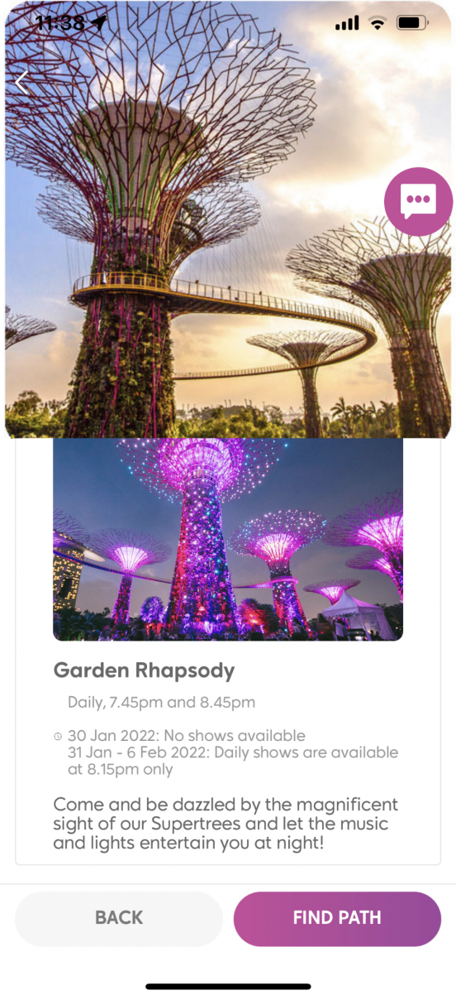 11:38
Garden Rhapsody
Daily, 7.45pm and 8.45pm
30 Jan 2022: No shows available
31 Jan - 6 Feb 2022: Daily shows are available
at 8.15pm only
Come and be dazzled by the magnificent
sight of our Supertrees and let the music
and lights entertain you at night!
BACK
FIND PATH